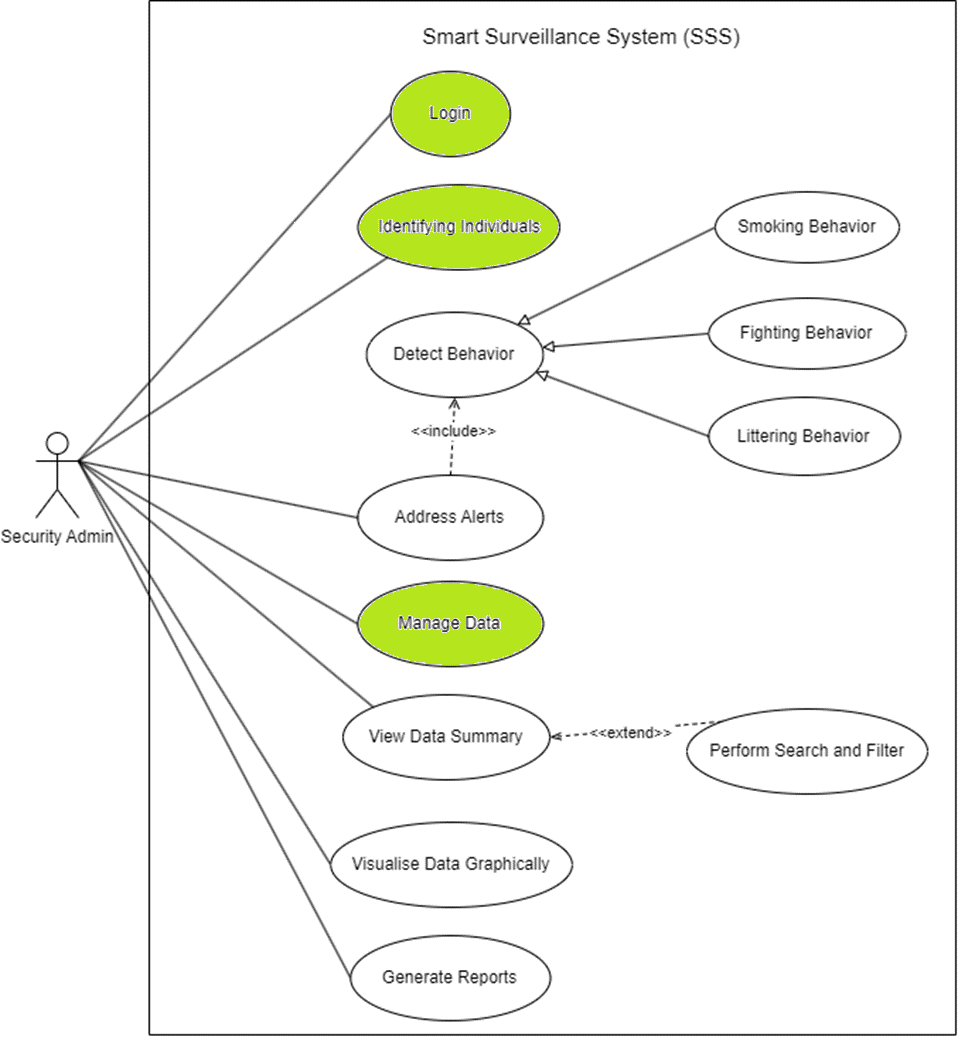 Smart Surveillance System (SSS)
Login
Identifying Individuals
Smoking Behavior
Detect Behavior
Fighting Behavior
<<include>>
Littering Behavior
Security Admin
Address Alerts
Manage Data
View Data Summary
<<extend>>
Perform Search and Filter
Visualise Data Graphically
Generate Reports